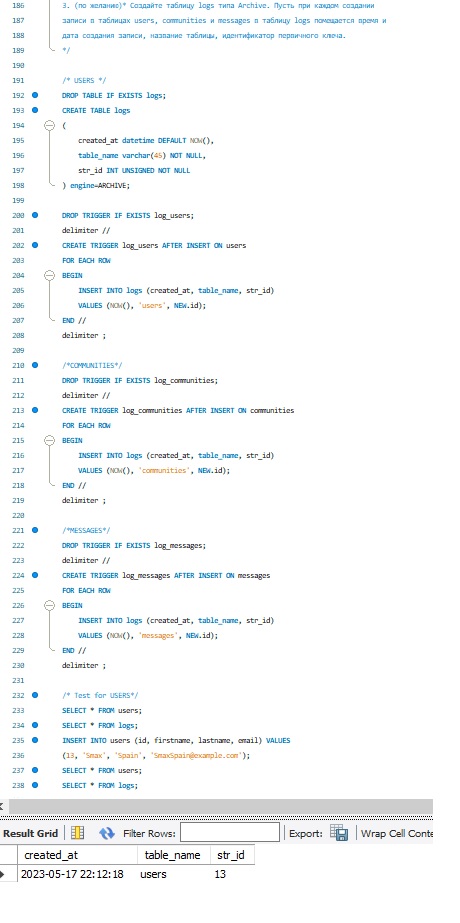 186 3. (по желание)* Создайте таблицу logs типа Archive. Пусть при каждом создании
187 записи в таблицах users, communities и messages в таблицу logs помещается время и
188 дата создания записи, название таблицы, идентификатор первичного ключа.
189 */
190
191 /* USERS */
192 DROP TABLE IF EXISTS logs;
193 CREATE TABLE logs
194 (
195 created_at datetime DEFAULT NOW(),
196 table_name varchar(45) NOT NULL,
197 str_id INT UNSIGNED NOT NULL
198 ) engine=ARCHIVE;
199
200 DROP TRIGGER IF EXISTS log_users;
201 delimiter //
202 CREATE TRIGGER log_users AFTER INSERT ON users
203 FOR EACH ROW
204 BEGIN
205 INSERT INTO logs (created_at, table_name, str_id)
206 VALUES (NOW(), 'users', NEW.id);
207 END //
208 delimiter ;
209
210 /*COMMUNITIES*/
211 DROP TRIGGER IF EXISTS log_communities;
212 delimiter //
213 CREATE TRIGGER log_communities AFTER INSERT ON communities
214 FOR EACH ROW
215 BEGIN
216 INSERT INTO logs (created_at, table_name, str_id)
217 VALUES (NOW(), 'communities', NEW.id);
218 END //
219 delimiter ;
220
221 /*MESSAGES*/
222 DROP TRIGGER IF EXISTS log_messages;
223 delimiter //
224 CREATE TRIGGER log_messages AFTER INSERT ON messages
225 FOR EACH ROW
226 BEGIN
227 INSERT INTO logs (created_at, table_name, str_id)
228 VALUES (NOW(), 'messages', NEW.id);
229 END //
230 delimiter ;
231
232 /* Test for USERS*/
233 SELECT * FROM users;
234 SELECT * FROM logs;
235 INSERT INTO users (id, firstname, lastname, email) VALUES
236 (13, 'Smax', 'Spain', 'SmaxSpain@example.com');
237 SELECT * FROM users;
238 SELECT * FROM logs;
Result Grid Filter Rows: Export: Wrap Cell Conte
created_at table_name str_id
2023-05-17 22:12:18 users 13